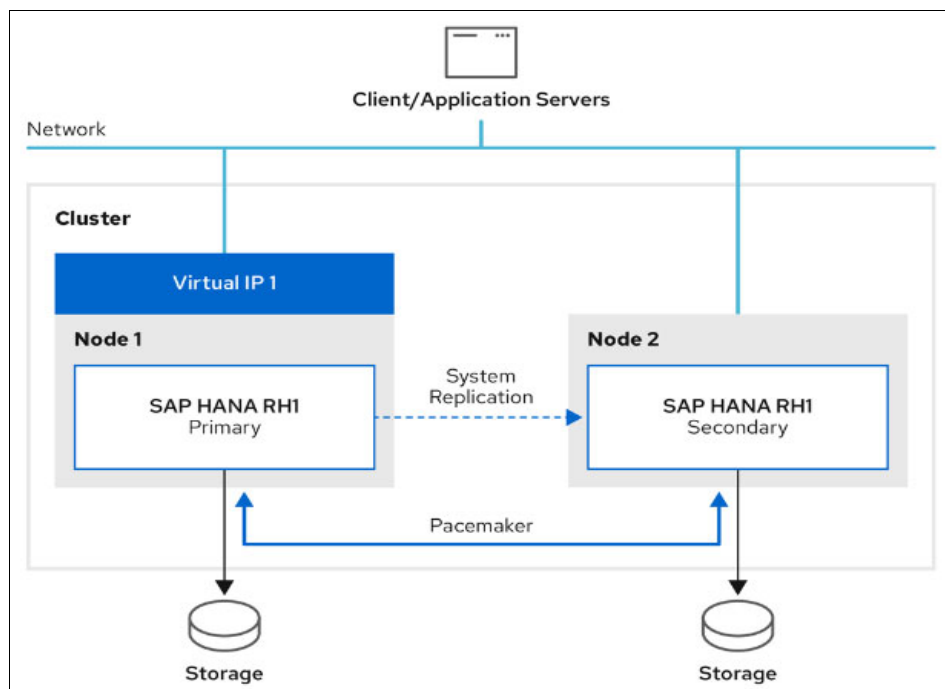 Client/Application Servers
Network
Cluster
Virtual IP 1
Node 1
Node 2
SAP HANA RH1
Primary
System
Replication
SAP HANA RH1
Secondary
Pacemaker
Storage
Storage